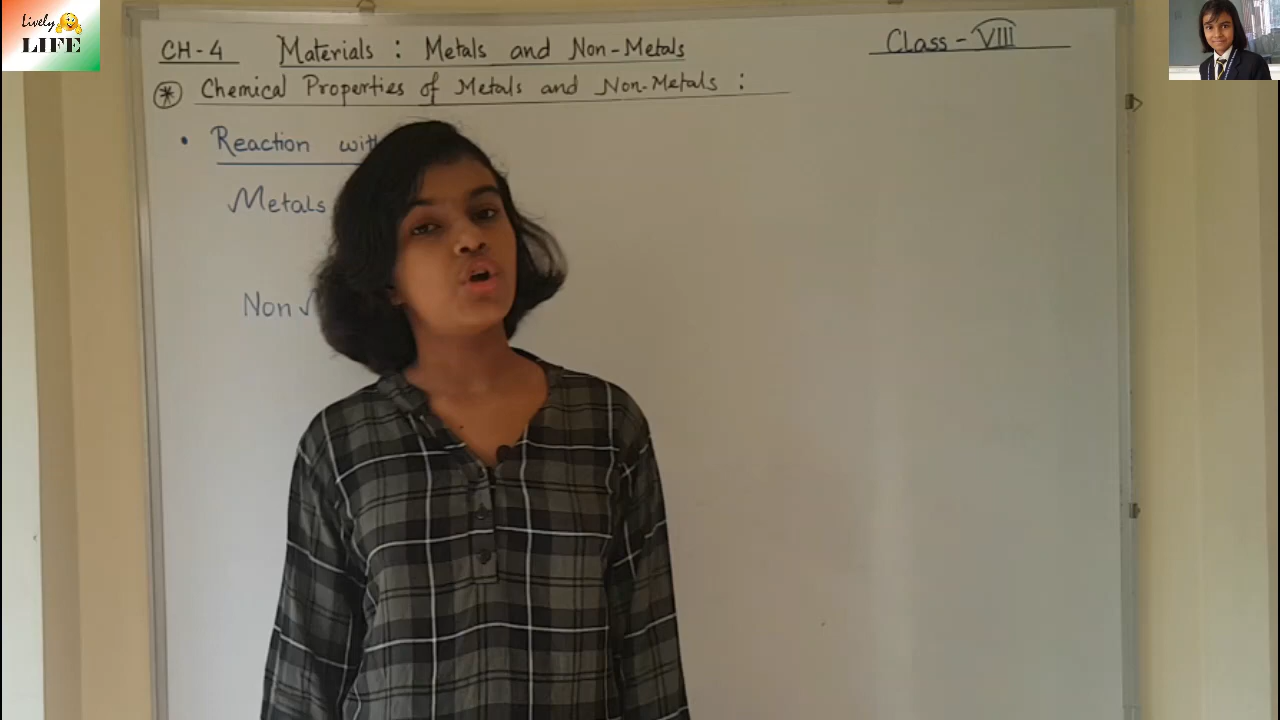 Lively
LIFE
CH-4 Materials : Metals and Non-Metals
Class - VIII
* Chemical Properties of Metals and Non-Metals :
• Reaction
Metals
Non